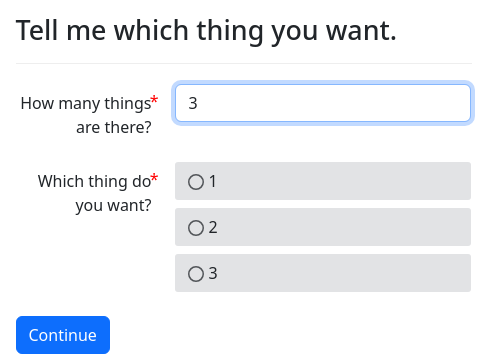 Tell me which thing you want.
How many things*
are there?
3
Which thing do*
you want?
1
2
3
Continue